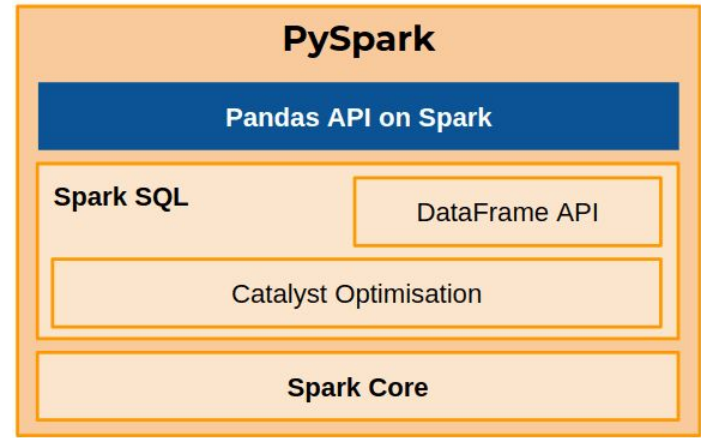 PySpark
Pandas API on Spark
Spark SQL
DataFrame API
Catalyst Optimisation
Spark Core